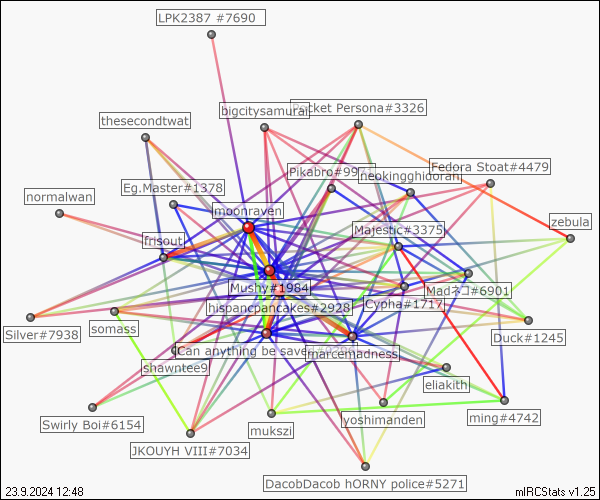 LPK2387 #7690
bigcitysamurai
Pocket Persona#3326
thesecondtwat
Pikabro#997
neokingghidorah
Fedora Stoat#4479
Eg.Master#1378
normalwan
moonraven
Majestic#3375
zebula
frisout
Mushy#1984
Madネコ#6901
hispancpancakes#2928
Cypha#1717
Silver#7938
somass
Duck#1245
Can anything be saved
marcemadness
shawntee9
eliakith
Swirly Boi#6154
mukszi
yoshimanden
ming#4742
JKOUYH VIII#7034
DacobDacob hORNY police#5271
23.9.2024 12:48
mIRCStats v1.25